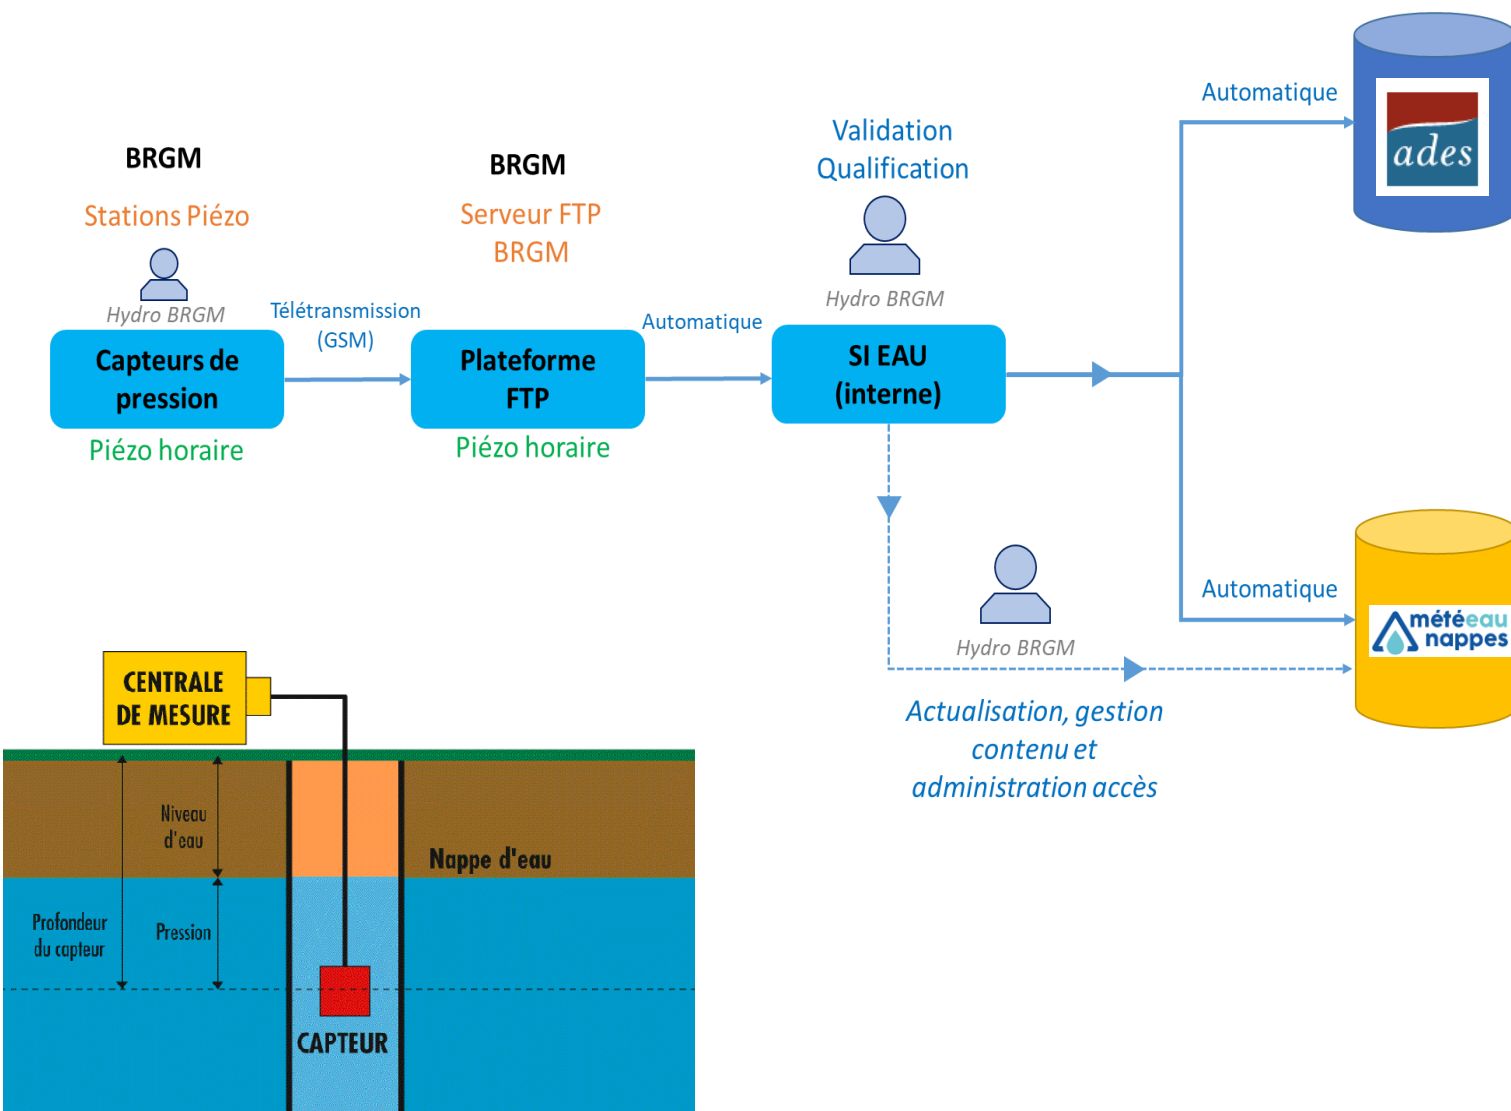 BRGM
Stations Piézo
Hydro BRGM
Capteurs de
pression
Piézo horaire
Télétransmission
(GSM)
BRGM
Serveur FTP
BRGM
Plateforme
FTP
Piézo horaire
Automatique
Validation
Qualification
Hydro BRGM
SI EAU
(interne)
Automatique
ades
Automatique
météeau
nappes
Hydro BRGM
Actualisation, gestion
contenu et
administration accès
CENTRALE
DE MESURE
Niveau
d'eau
Nappe d'eau
Profondeur
du capteur
Pression
CAPTEUR